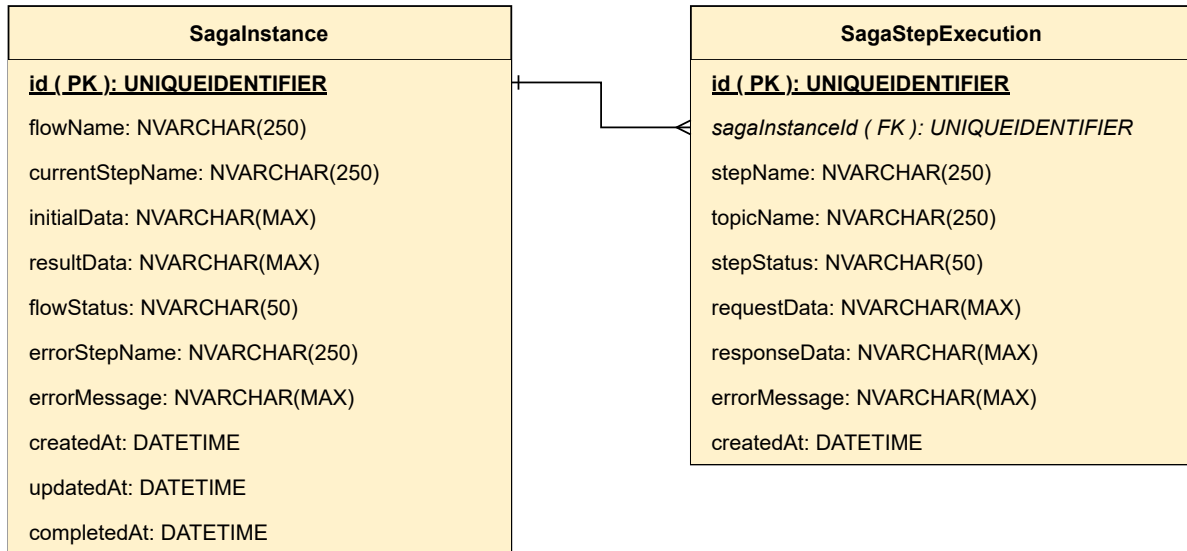 SagaInstance
id ( PK ): UNIQUEIDENTIFIER
flowName: NVARCHAR(250)
currentStepName: NVARCHAR(250)
initialData: NVARCHAR(MAX)
resultData: NVARCHAR(MAX)
flowStatus: NVARCHAR(50)
errorStepName: NVARCHAR(250)
errorMessage: NVARCHAR(MAX)
createdAt: DATETIME
updatedAt: DATETIME
completedAt: DATETIME
SagaStepExecution
id ( PK ): UNIQUEIDENTIFIER
sagaInstanceId ( FK ): UNIQUEIDENTIFIER
stepName: NVARCHAR(250)
topicName: NVARCHAR(250)
stepStatus: NVARCHAR(50)
requestData: NVARCHAR(MAX)
responseData: NVARCHAR(MAX)
errorMessage: NVARCHAR(MAX)
createdAt: DATETIME